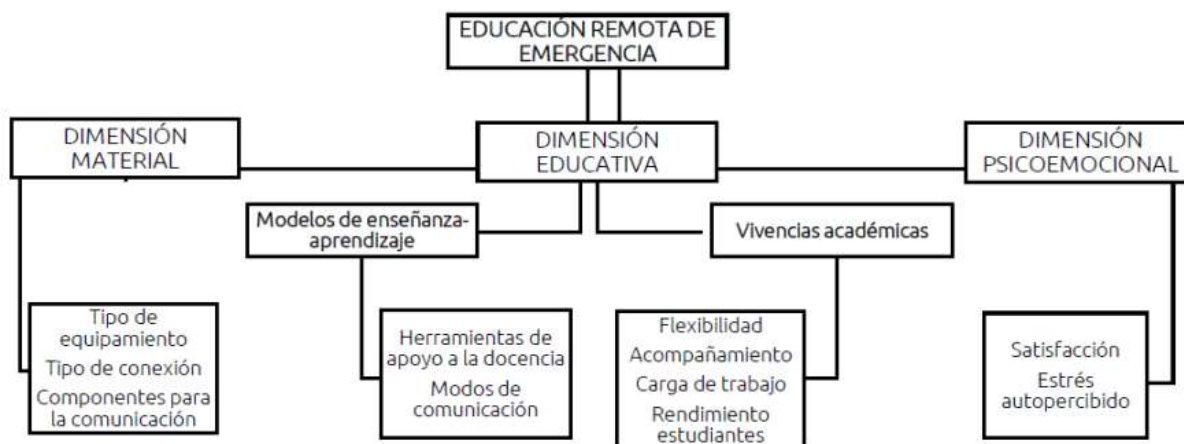 EDUCACIÓN REMOTA DE
EMERGENCIA
DIMENSIÓN
MATERIAL
DIMENSIÓN
EDUCATIVA
DIMENSIÓN
PSICOEMOCIONAL
Modelos de enseñanza-
aprendizaje
Vivencias académicas
Tipo de
equipamiento
Tipo de conexión
Componentes para
la comunicación
Herramientas de
apoyo a la docencia
Modos de
comunicación
Flexibilidad
Acompañamiento
Carga de trabajo
Rendimiento
estudiantes
Satisfacción
Estrés
autopercibido